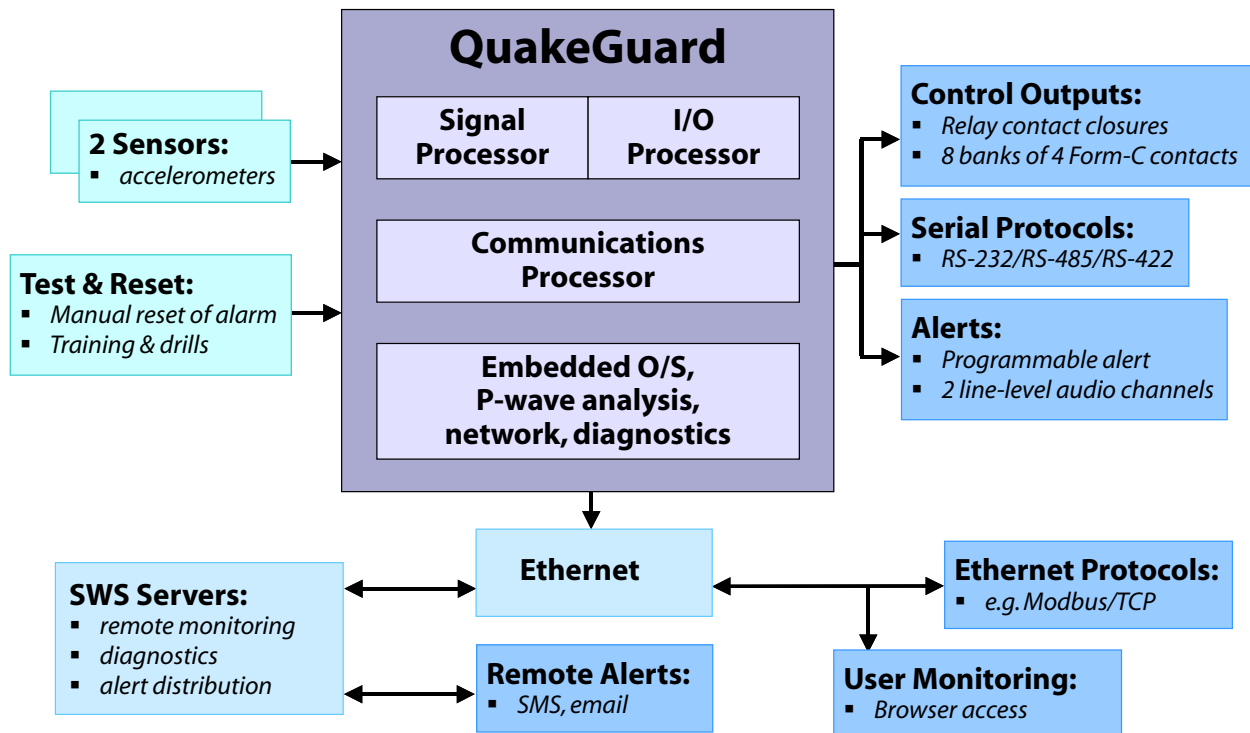 QuakeGuard
Signal
Processor
I/O
Processor
Communications
Processor
Embedded O/S,
P-wave analysis,
network, diagnostics
2 Sensors:
▪ accelerometers
Test & Reset:
▪ Manual reset of alarm
▪ Training & drills
Control Outputs:
▪ Relay contact closures
▪ 8 banks of 4 Form-C contacts
Serial Protocols:
▪ RS-232/RS-485/RS-422
Alerts:
▪ Programmable alert
▪ 2 line-level audio channels
Ethernet
SWS Servers:
▪ remote monitoring
▪ diagnostics
▪ alert distribution
Remote Alerts:
▪ SMS, email
Ethernet Protocols:
▪ e.g. Modbus/TCP
User Monitoring:
▪ Browser access